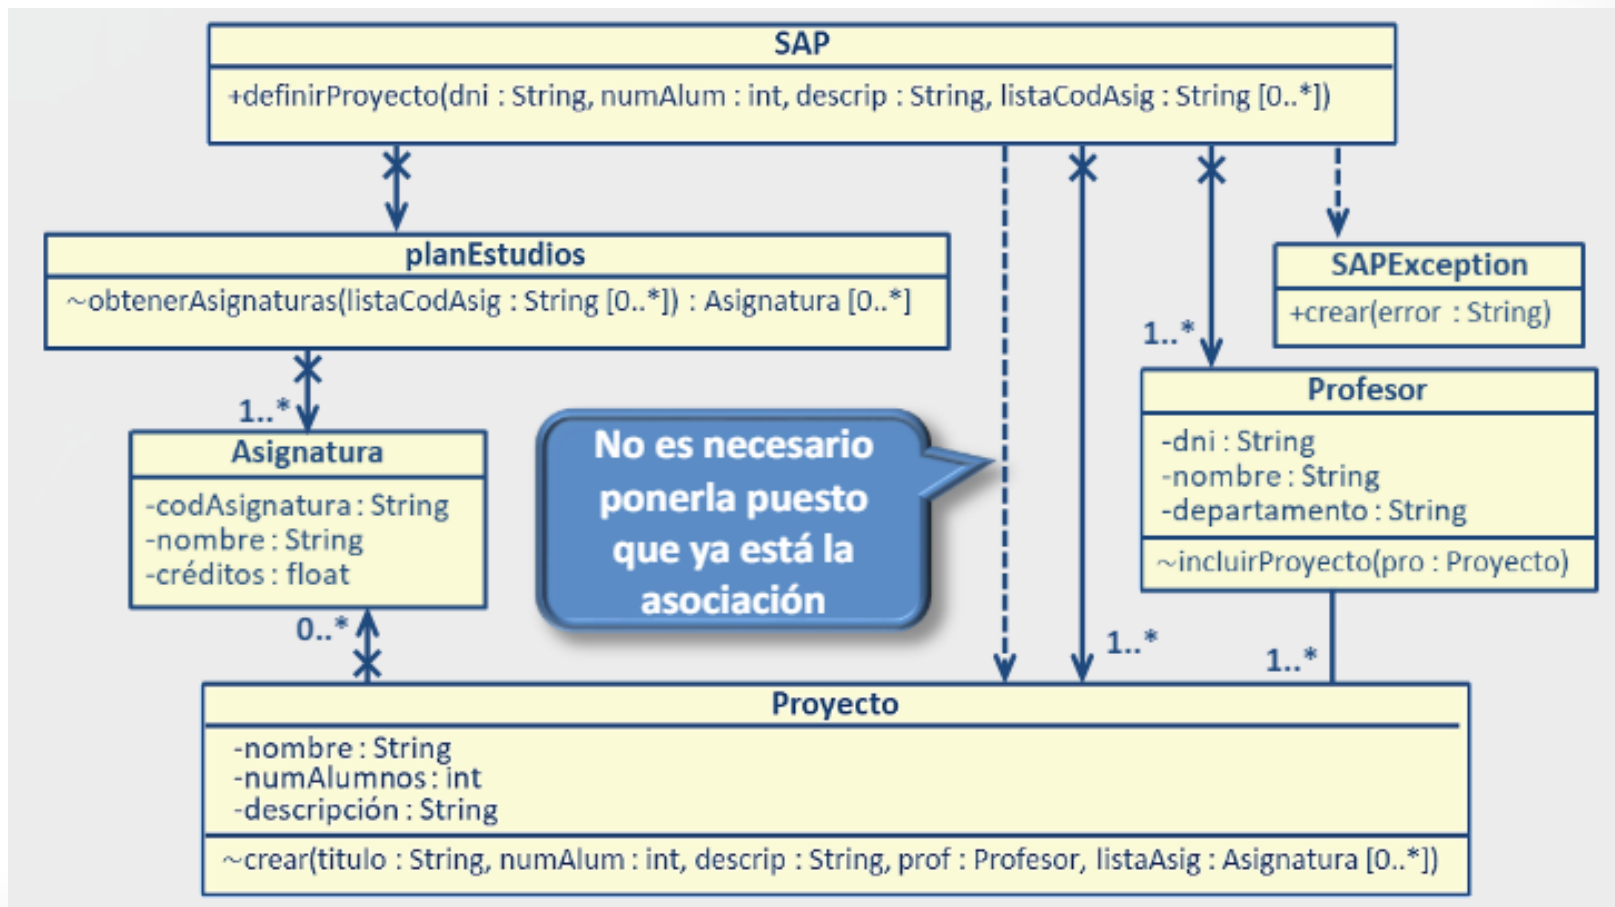 SAP
+definirProyecto(dni : String, numAlum : int, descrip : String, listaCodAsig : String [0..*])
planEstudios
~obtenerAsignaturas(listaCodAsig : String [0..*]) : Asignatura [0..*]
SAPException
+crear(error : String)
1..*
Profesor
-dni : String
-nombre : String
-departamento : String
~incluirProyecto(pro : Proyecto)
1..*
Asignatura
-codAsignatura : String
-nombre : String
-créditos : float
No es necesario
ponerla puesto
que ya está la
asociación
0..*
1..*
1..*
Proyecto
-nombre : String
-numAlumnos : int
-descripción : String
~crear(titulo : String, numAlum : int, descrip : String, prof : Profesor, listaAsig : Asignatura [0..*])